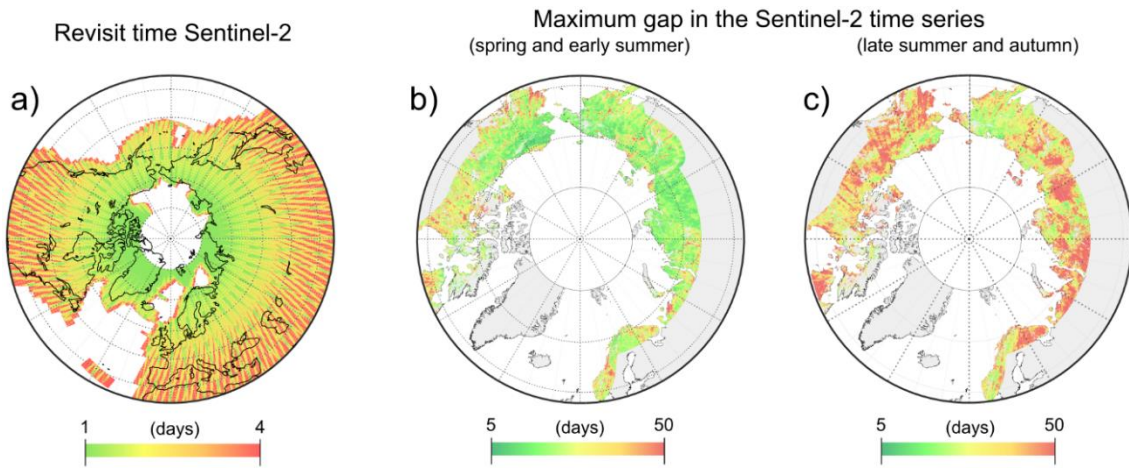 Revisit time Sentinel-2
Maximum gap in the Sentinel-2 time series
(spring and early summer)
(late summer and autumn)
a)
b)
c)
1 (days) 4
5 (days) 50
5 (days) 50